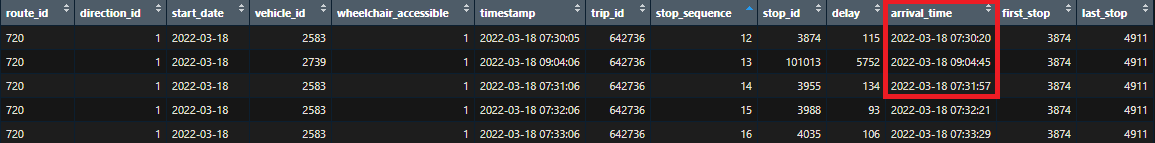 route_id direction_id start_date vehicle_id wheelchair_accessible timestamp trip_id stop_sequence stop_id delay arrival_time first_stop last_stop
720 1 2022-03-18 2583 1 2022-03-18 07:30:05 642736 12 3874 115 2022-03-18 07:30:20 3874 4911
720 1 2022-03-18 2739 1 2022-03-18 09:04:06 642736 13 101013 5752 2022-03-18 09:04:45 3874 4911
720 1 2022-03-18 2583 1 2022-03-18 07:31:06 642736 14 3955 134 2022-03-18 07:31:57 3874 4911
720 1 2022-03-18 2583 1 2022-03-18 07:32:06 642736 15 3988 93 2022-03-18 07:32:21 3874 4911
720 1 2022-03-18 2583 1 2022-03-18 07:33:06 642736 16 4035 106 2022-03-18 07:33:29 3874 4911